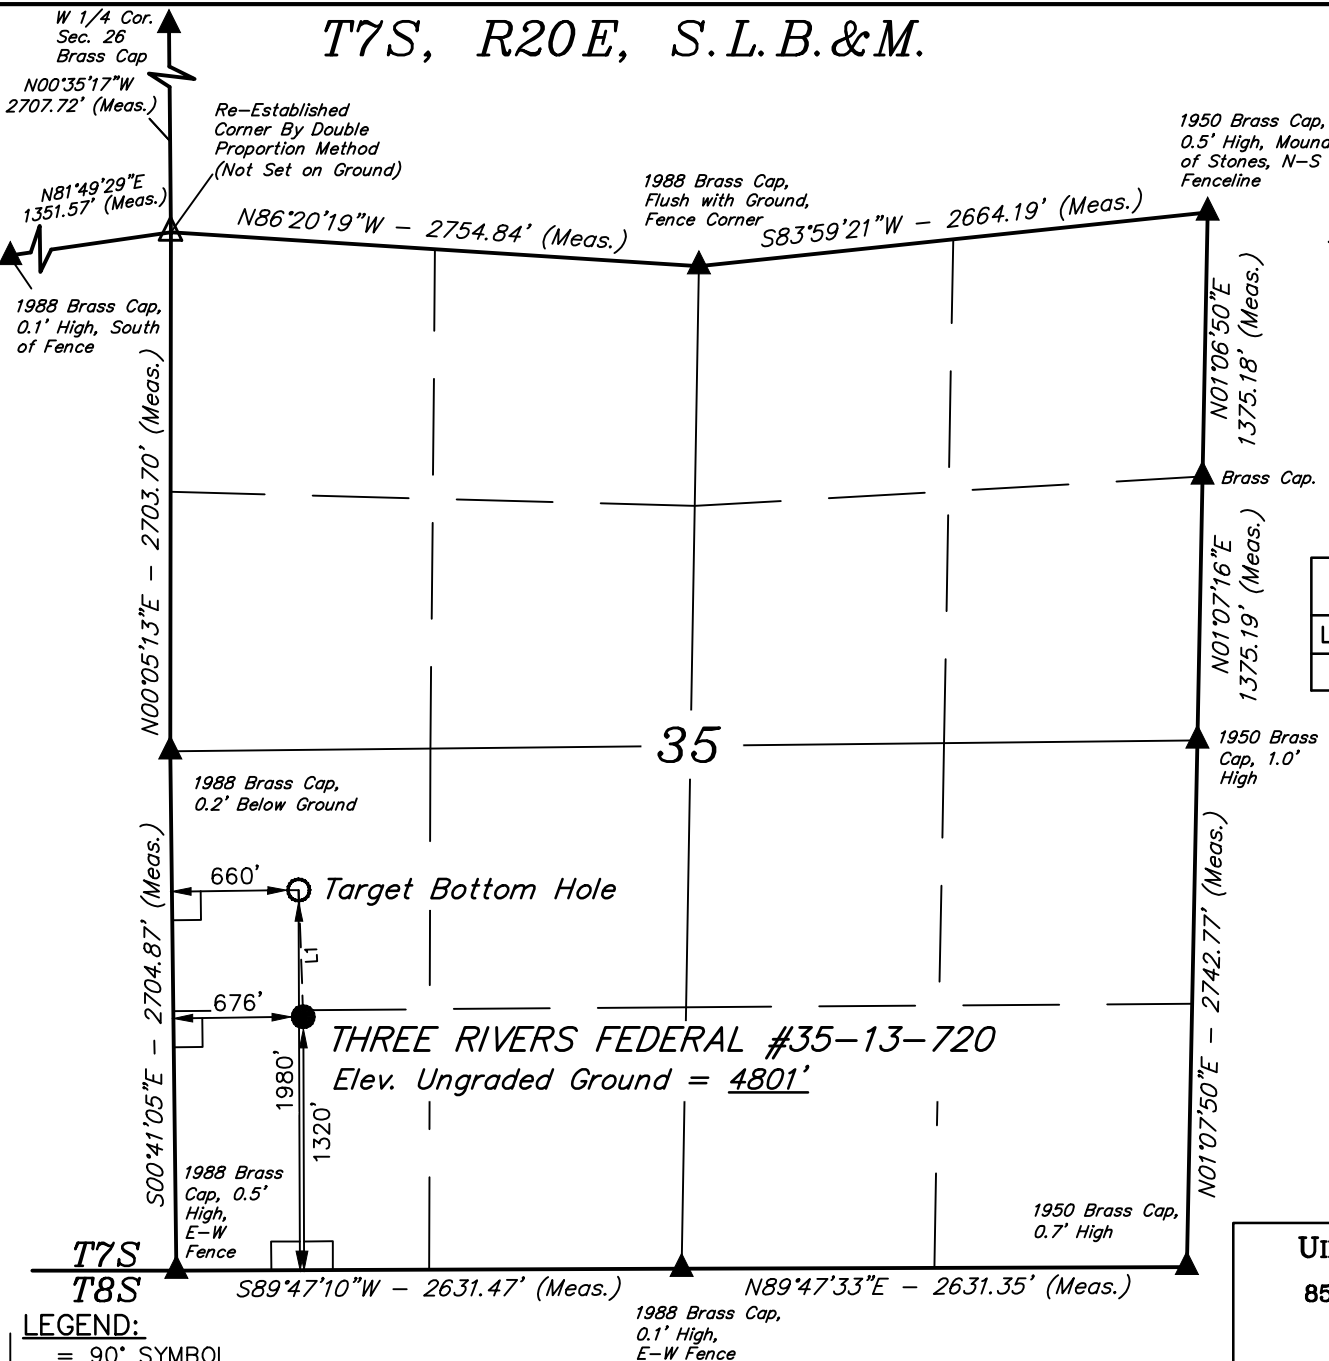 T7S, R20E, S.L.B.&M.
W 1/4 Cor.
Sec. 26
Brass Cap
N00°35'17"W
2707.72' (Meas.)
Re-Established
Corner By Double
Proportion Method
(Not Set on Ground)
N81°49'29"E
1351.57' (Meas.)
N86°20'19"W - 2754.84' (Meas.)
1988 Brass Cap,
Flush with Ground,
Fence Corner
S83°59'21"W - 2664.19' (Meas.)
1950 Brass Cap,
0.5' High, Mound
of Stones, N-S
Fenceline
1988 Brass Cap,
0.1' High, South
of Fence
N00°05'13"E - 2703.70' (Meas.)
N01°06'50"E
1375.18' (Meas.)
Brass Cap.
N01°07'16"E
1375.19' (Meas.)
L
35
1950 Brass
Cap, 1.0'
High
1988 Brass Cap,
0.2' Below Ground
S00°41'05"E - 2704.87' (Meas.)
660'
Target Bottom Hole
L1
676'
THREE RIVERS FEDERAL #35-13-720
Elev. Ungraded Ground = 4801'
1980'
1320'
N01°07'50"E - 2742.77' (Meas.)
1988 Brass
Cap, 0.5'
High,
E-W
Fence
1950 Brass Cap,
0.7' High
T7S
T8S
S89°47'10"W - 2631.47' (Meas.)
N89°47'33"E - 2631.35' (Meas.)
1988 Brass Cap,
0.1' High,
E-W Fence
85
LEGEND:
= 90° SYMBOL